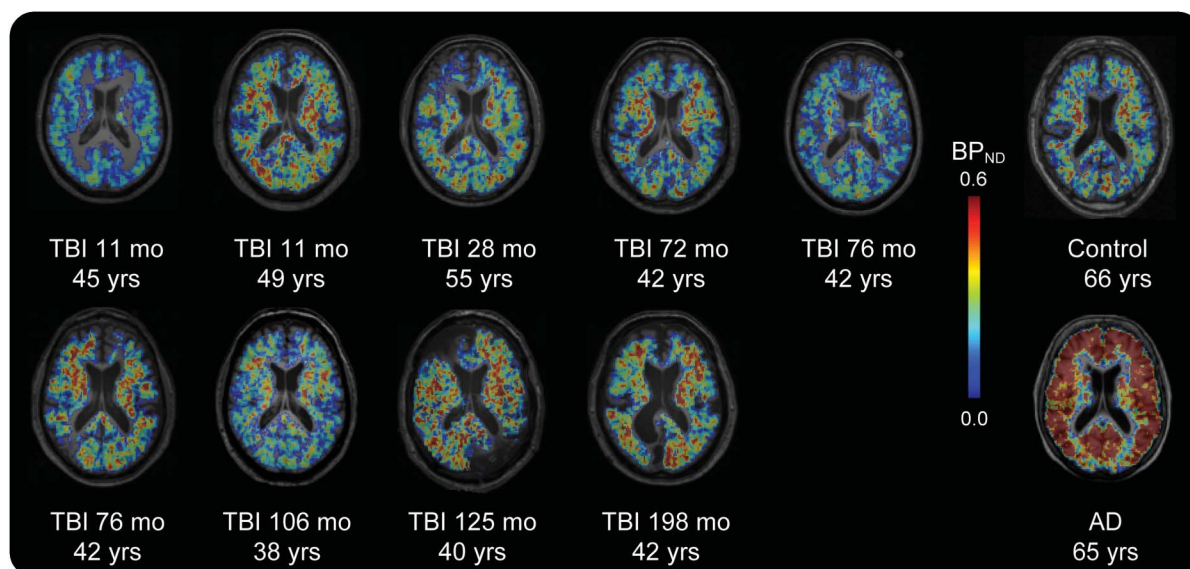 TBI 11 mo
45 yrs
TBI 11 mo
49 yrs
TBI 28 mo
55 yrs
TBI 72 mo
42 yrs
TBI 76 mo
42 yrs
BP_ND
0.6
0.0
Control
66 yrs
TBI 76 mo
42 yrs
TBI 106 mo
38 yrs
TBI 125 mo
40 yrs
TBI 198 mo
42 yrs
AD
65 yrs